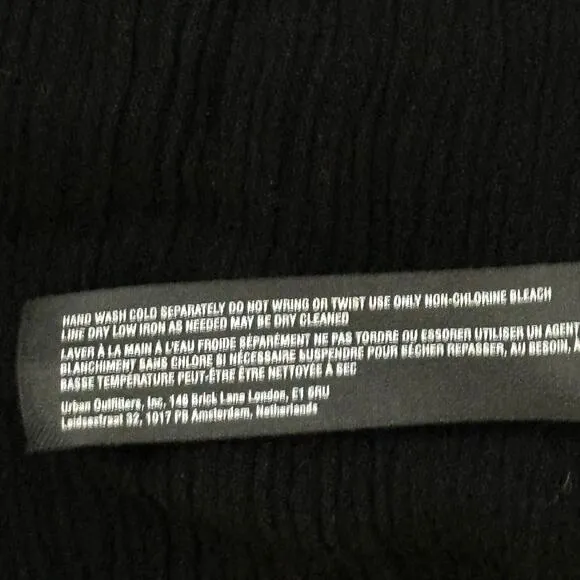 HAND WASH COLD SEPARATELY DO NOT WRING OR TWIST USE ONLY NON-CHLORINE BLEACH
LINE DRY LOW IRON AS NEEDED MAY BE DRY CLEANED
LAVER À LA MAIN À L'EAU FROIDE SÉPARÉMENT NE PAS TORDRE OU ESSORER UTILISER UN AGENT
BLANCHIMENT SANS CHLORE SI NÉCESSAIRE SUSPENDRE POUR SÉCHER REPASSER, AU BESOIN, À
BASSE TEMPÉRATURE PEUT-ÊTRE ÊTRE NETTOYÉE À SEC
Urban Outfitters, Inc. 146 Brick Lane London, E1 6RU
Leidsestraat 32, 1017 PB Amsterdam, Netherlands